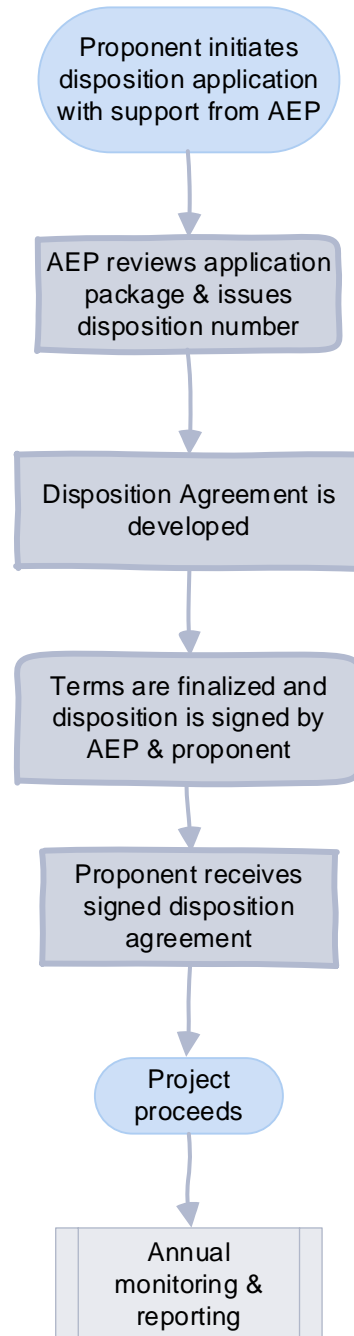 Proponent initiates
disposition application
with support from AEP
AEP reviews application
package & issues
disposition number
Disposition Agreement is
developed
Terms are finalized and
disposition is signed by
AEP & proponent
Proponent receives
signed disposition
agreement
Project
proceeds
Annual
monitoring &
reporting